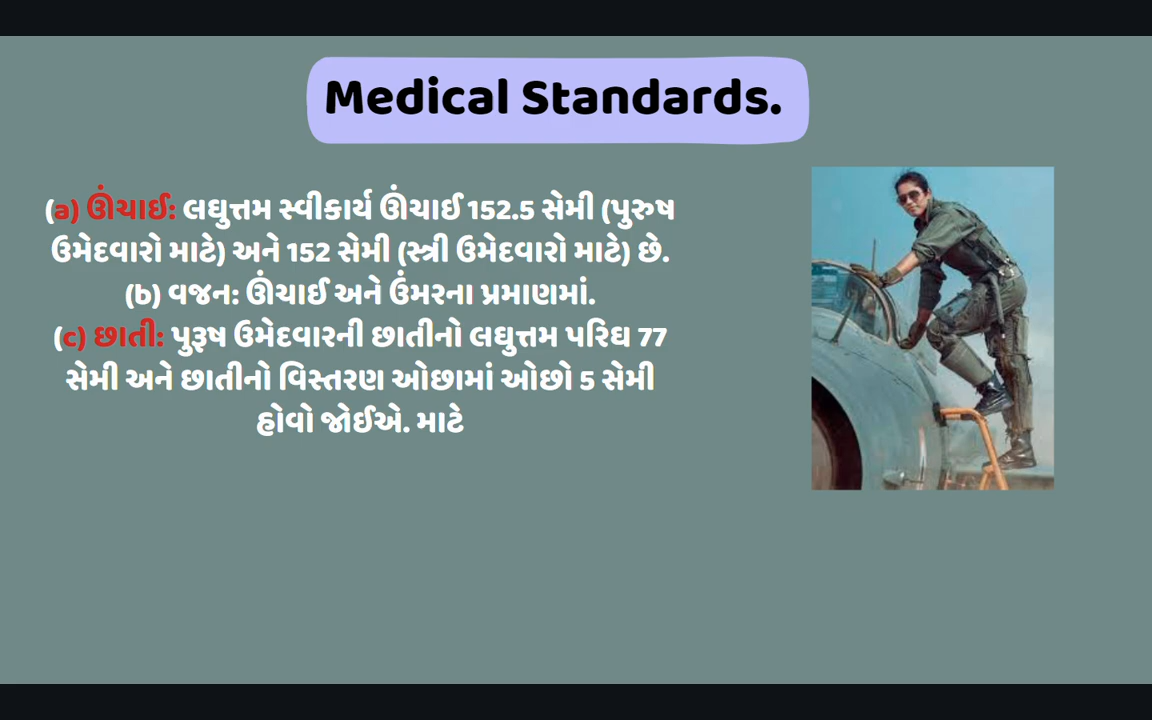 Medical Standards.
(a) ઊંચાઈ: લઘુત્તમ સ્વીકાર્ય ઊંચાઈ 152.5 સેમી (પુરુષ
ઉમેદવારો માટે) અને 152 સેમી (સ્ત્રી ઉમેદવારો માટે) છે.
(b) વજન: ઊંચાઈ અને ઉંમરના પ્રમાણમાં.
(c) છાતી: પુરૂષ ઉમેદવારની છાતીનો લઘુત્તમ પરિઘ 77
સેમી અને છાતીનો વિસ્તરણ ઓછામાં ઓછો 5 સેમી
હોવો જોઈએ. માટે